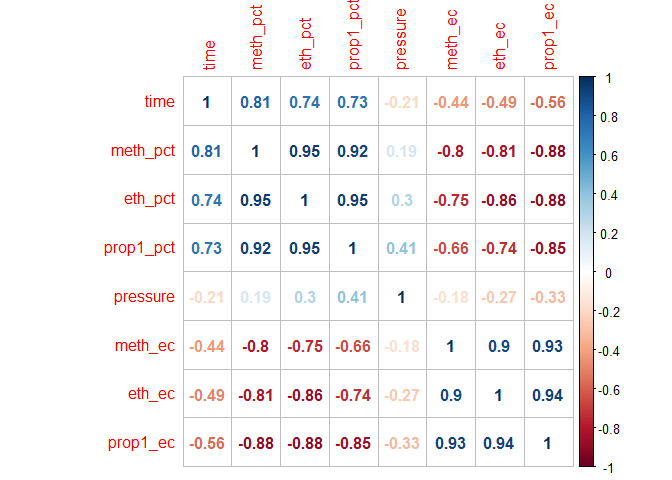 time meth_pct eth_pct prop1_pct pressure meth_ec eth_ec prop1_ec
time 1 0.81 0.74 0.73 -0.21 -0.44 -0.49 -0.56
meth_pct 0.81 1 0.95 0.92 0.19 -0.8 -0.81 -0.88
eth_pct 0.74 0.95 1 0.95 0.3 -0.75 -0.86 -0.88
prop1_pct 0.73 0.92 0.95 1 0.41 -0.66 -0.74 -0.85
pressure -0.21 0.19 0.3 0.41 1 -0.18 -0.27 -0.33
meth_ec -0.44 -0.8 -0.75 -0.66 -0.18 1 0.9 0.93
eth_ec -0.49 -0.81 -0.86 -0.74 -0.27 0.9 1 0.94
prop1_ec -0.56 -0.88 -0.88 -0.85 -0.33 0.93 0.94 1
1
0.8
0.6
0.4
0.2
0
-0.2
-0.4
-0.6
-0.8
-1